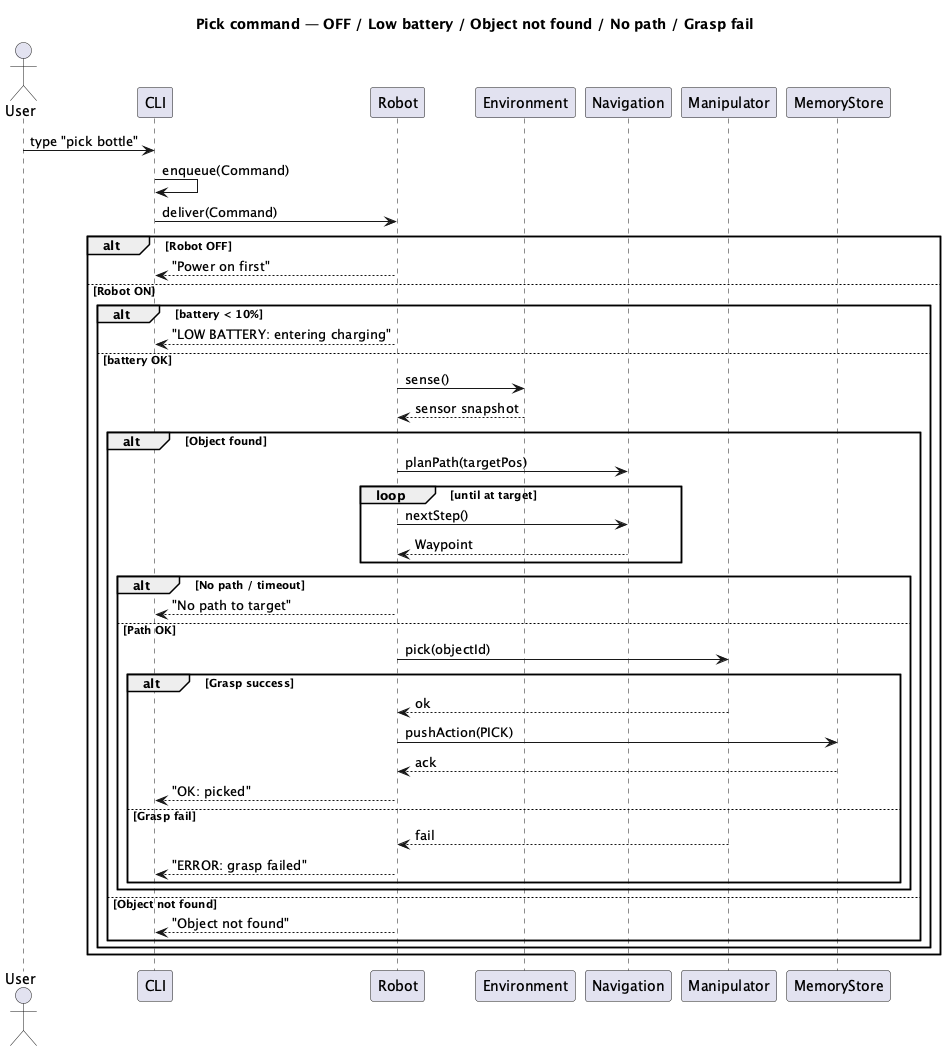 Pick command — OFF / Low battery / Object not found / No path / Grasp fail
User
CLI
Robot
Environment
Navigation
Manipulator
MemoryStore
type "pick bottle"
enqueue(Command)
deliver(Command)
alt
[Robot OFF]
"Power on first"
[Robot ON]
alt
[battery < 10%]
"LOW BATTERY: entering charging"
[battery OK]
sense()
sensor snapshot
alt
[Object found]
planPath(targetPos)
loop
[until at target]
nextStep()
Waypoint
alt
[No path / timeout]
"No path to target"
[Path OK]
pick(objectId)
alt
[Grasp success]
ok
pushAction(PICK)
ack
"OK: picked"
[Grasp fail]
fail
"ERROR: grasp failed"
[Object not found]
"Object not found"
User
CLI
Robot
Environment
Navigation
Manipulator
MemoryStore